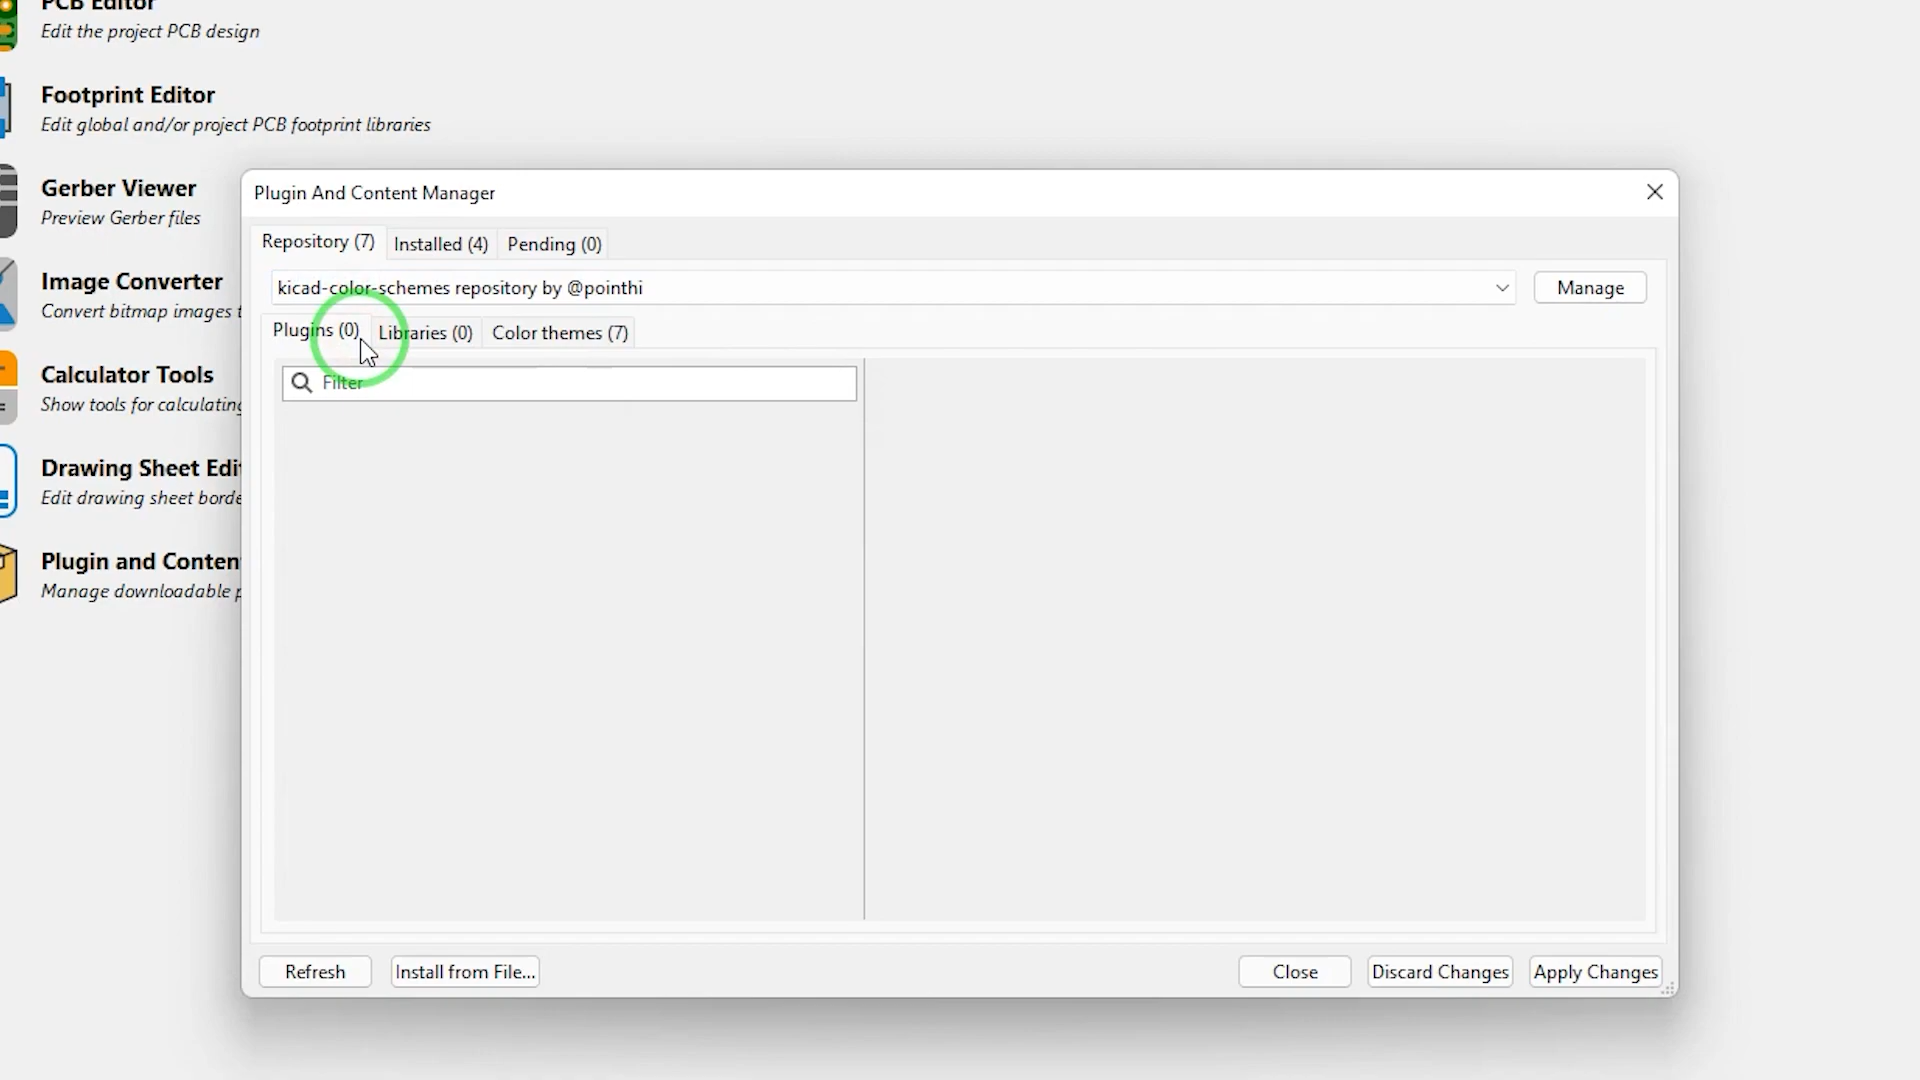 PCB Editor
Edit the project PCB design
Footprint Editor
Edit global and/or project PCB footprint libraries
Gerber Viewer
Preview Gerber files
Image Converter
Convert bitmap images t
Calculator Tools
Show tools for calculating
Drawing Sheet Edi
Edit drawing sheet borde
Plugin and Conten
Manage downloadable p
Plugin And Content Manager
Repository (7) Installed (4) Pending (0)
kicad-color-schemes repository by @pointhi Manage
Plugins (0) Libraries (0) Color themes (7)
Filter
Refresh Install from File... Close Discard Changes Apply Changes